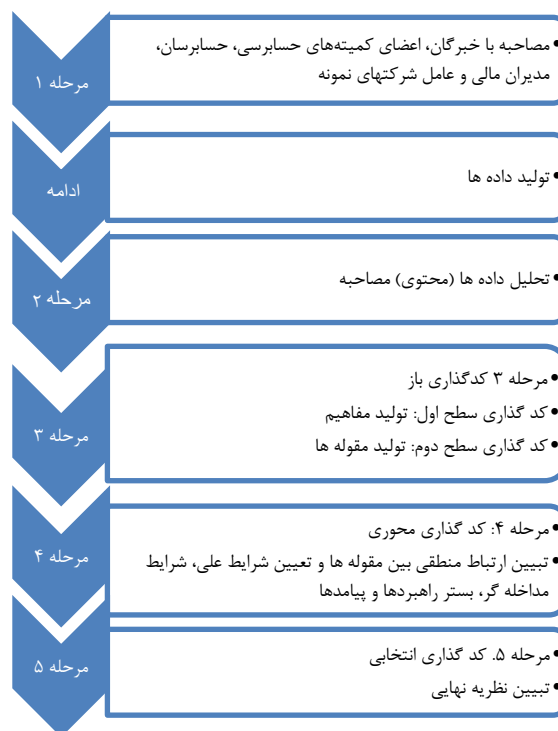 مرحله ۱
•مصاحبه با خبرگان، اعضای کمیته‌های حسابرسی، حسابرسان،
مدیران مالی و عامل شرکتهای نمونه
ادامه
•تولید داده ها
مرحله ۲
•تحلیل داده ها (محتوی) مصاحبه
مرحله ۳
•مرحله ۳ کدگذاری باز
•کد گذاری سطح اول: تولید مفاهیم
•کد گذاری سطح دوم: تولید مقوله ها
مرحله ۴
•مرحله ۴: کد گذاری محوری
•تبیین ارتباط منطقی بین مقوله ها و تعیین شرایط علی، شرایط
مداخله گر، بستر راهبردها و پیامدها
مرحله ۵
•مرحله ۵. کد گذاری انتخابی
•تبیین نظریه نهایی